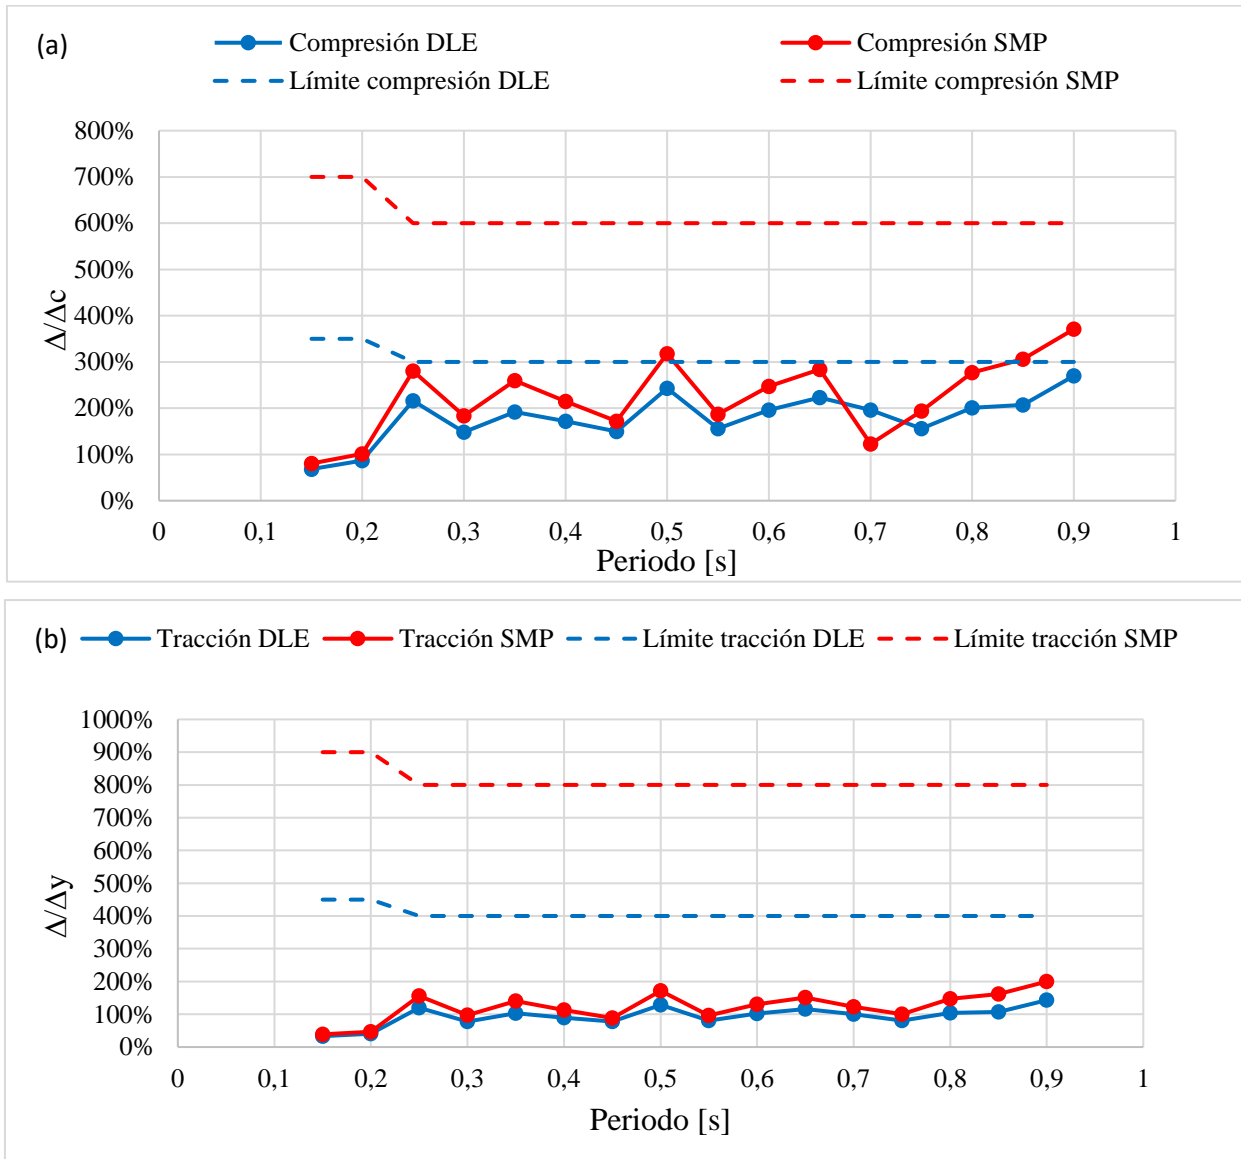 (a)
Compresión DLE
Compresión SMP
Límite compresión DLE
Límite compresión SMP
800%
700%
600%
500%
400%
300%
200%
100%
0%
Δ/Δc
0 0,1 0,2 0,3 0,4 0,5 0,6 0,7 0,8 0,9 1
Periodo [s]
(b)
Tracción DLE Tracción SMP Límite tracción DLE Límite tracción SMP
1000%
900%
800%
700%
600%
500%
400%
300%
200%
100%
0%
Δ/Δy
0 0,1 0,2 0,3 0,4 0,5 0,6 0,7 0,8 0,9 1
Periodo [s]